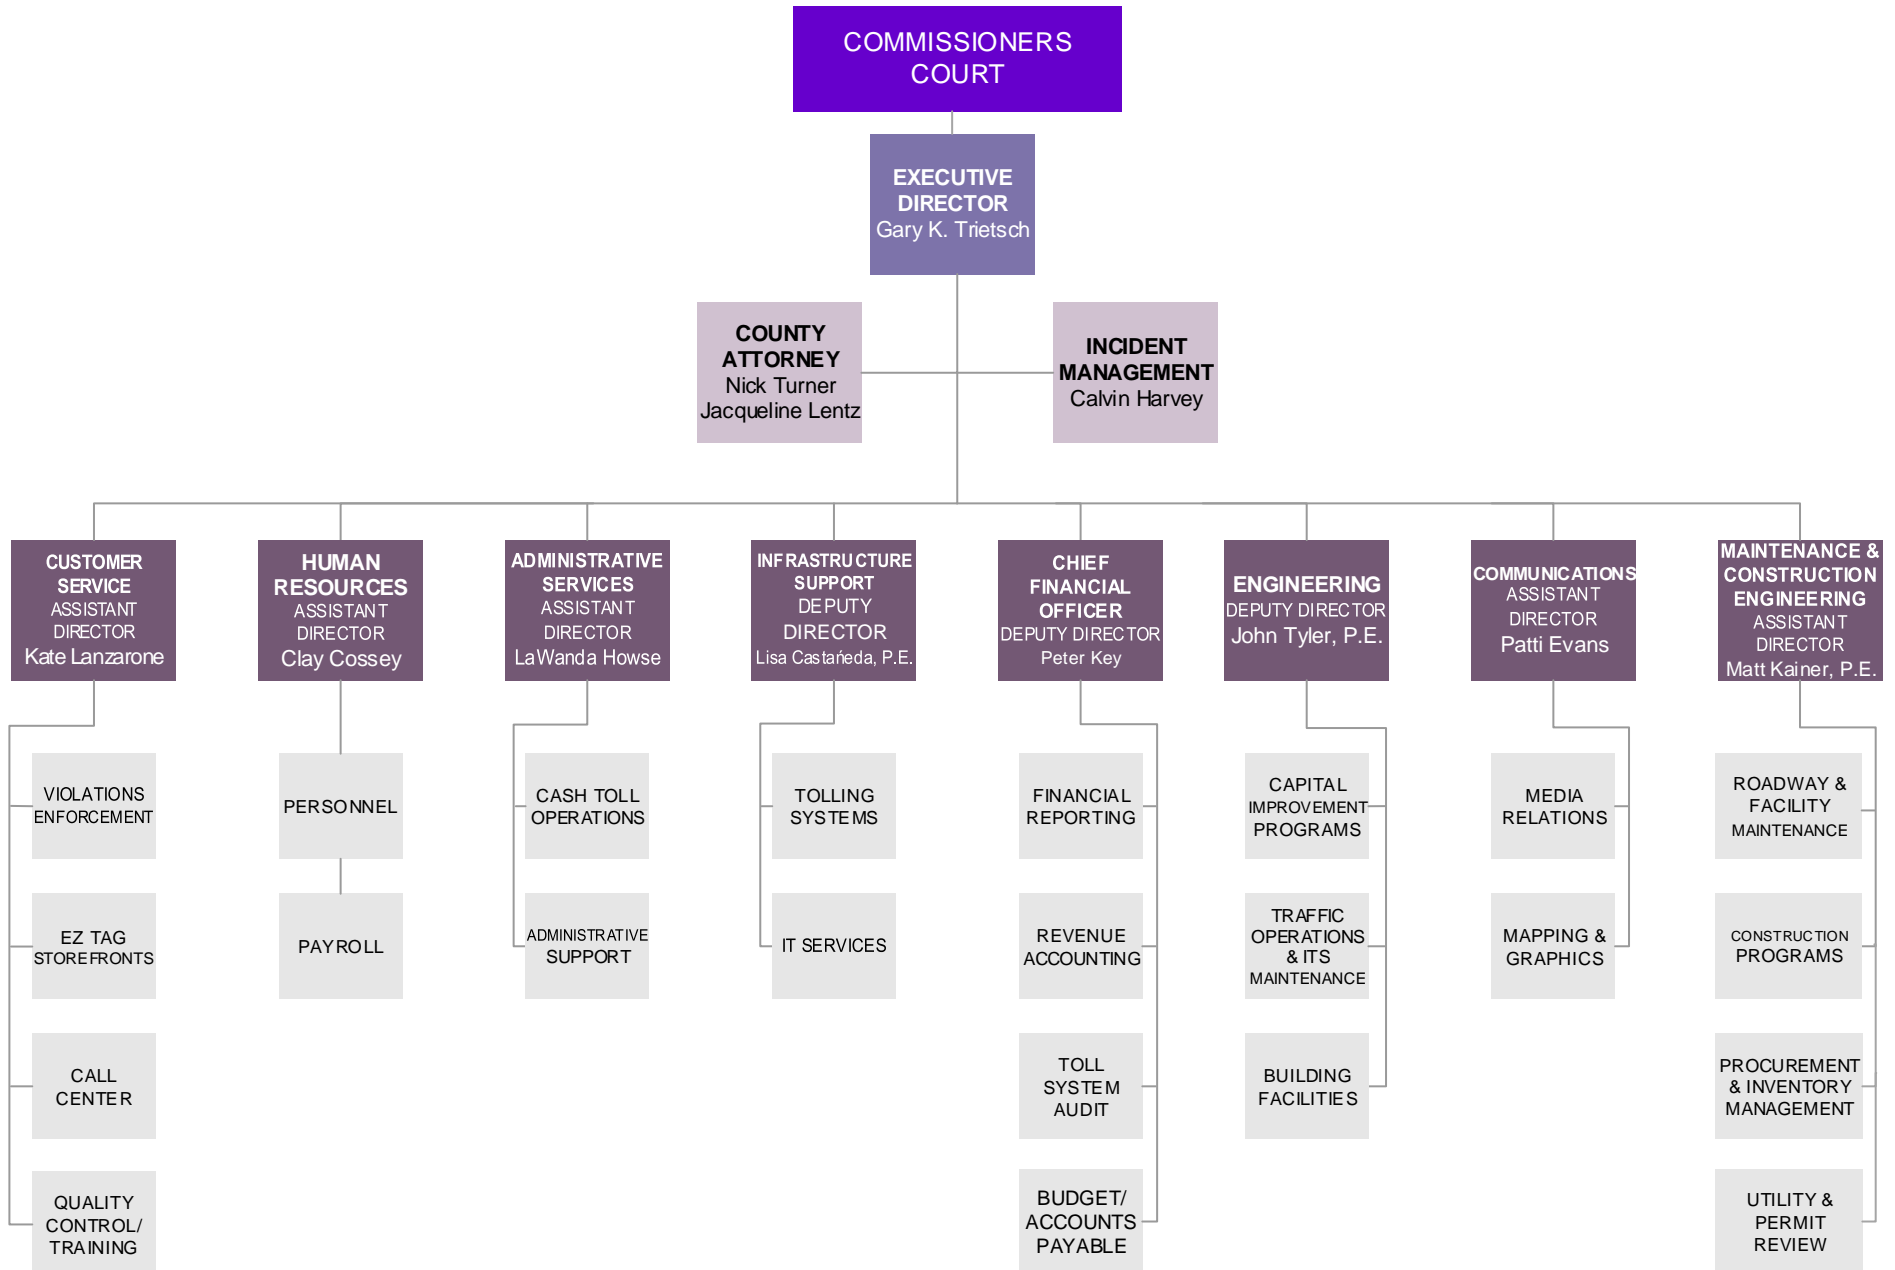 COMMISSIONERS
COURT
EXECUTIVE
DIRECTOR
Gary K. Trietsch
COUNTY
ATTORNEY
Nick Turner
Jacqueline Lentz
INCIDENT
MANAGEMENT
Calvin Harvey
CUSTOMER
SERVICE
ASSISTANT
DIRECTOR
Kate Lanzarone
HUMAN
RESOURCES
ASSISTANT
DIRECTOR
Clay Cossey
ADMINISTRATIVE
SERVICES
ASSISTANT
DIRECTOR
LaWanda Howse
INFRASTRUCTURE
SUPPORT
DEPUTY
DIRECTOR
Lisa Castańeda, P.E.
CHIEF
FINANCIAL
OFFICER
DEPUTY DIRECTOR
Peter Key
ENGINEERING
DEPUTY DIRECTOR
John Tyler, P.E.
COMMUNICATIONS
ASSISTANT
DIRECTOR
Patti Evans
MAINTENANCE &
CONSTRUCTION
ENGINEERING
ASSISTANT
DIRECTOR
Matt Kainer, P.E.
VIOLATIONS
ENFORCEMENT
PERSONNEL
CASH TOLL
OPERATIONS
TOLLING
SYSTEMS
FINANCIAL
REPORTING
CAPITAL
IMPROVEMENT
PROGRAMS
MEDIA
RELATIONS
ROADWAY &
FACILITY
MAINTENANCE
EZ TAG
STOREFRONTS
PAYROLL
ADMINISTRATIVE
SUPPORT
IT SERVICES
REVENUE
ACCOUNTING
TRAFFIC
OPERATIONS
& ITS
MAINTENANCE
MAPPING &
GRAPHICS
CONSTRUCTION
PROGRAMS
CALL
CENTER
TOLL
SYSTEM
AUDIT
BUILDING
FACILITIES
PROCUREMENT
& INVENTORY
MANAGEMENT
QUALITY
CONTROL/
TRAINING
BUDGET/
ACCOUNTS
PAYABLE
UTILITY &
PERMIT
REVIEW